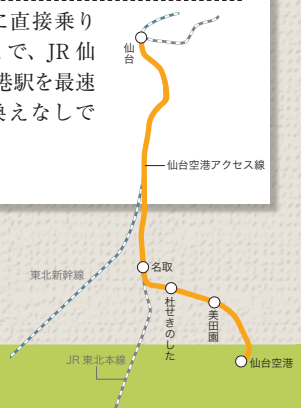 に直接乗り
で、JR 仙
港駅を最速
換えなしで
仙台
仙台空港アクセス線
名取
東北新幹線
杜せきのした
美田園
JR 東北本線
仙台空港